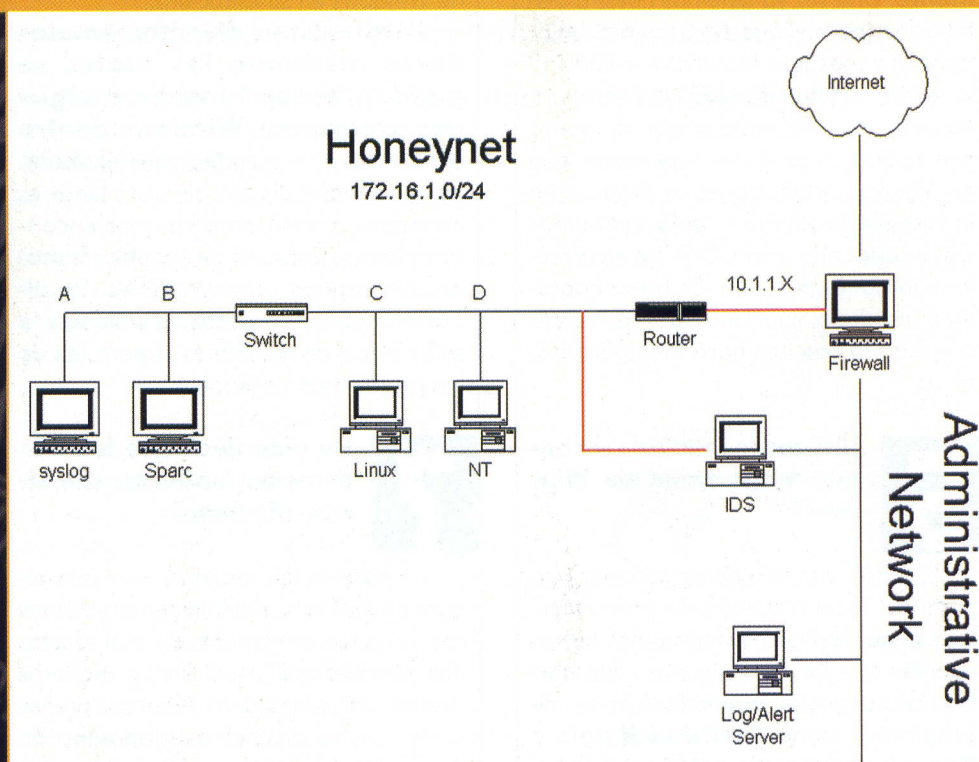 Internet
Honeynet
172.16.1.0/24
A
B
C
D
10.1.1.X
Switch
Router
Firewall
syslog
Sparc
Linux
NT
IDS
Administrative
Network
Log/Alert
Server